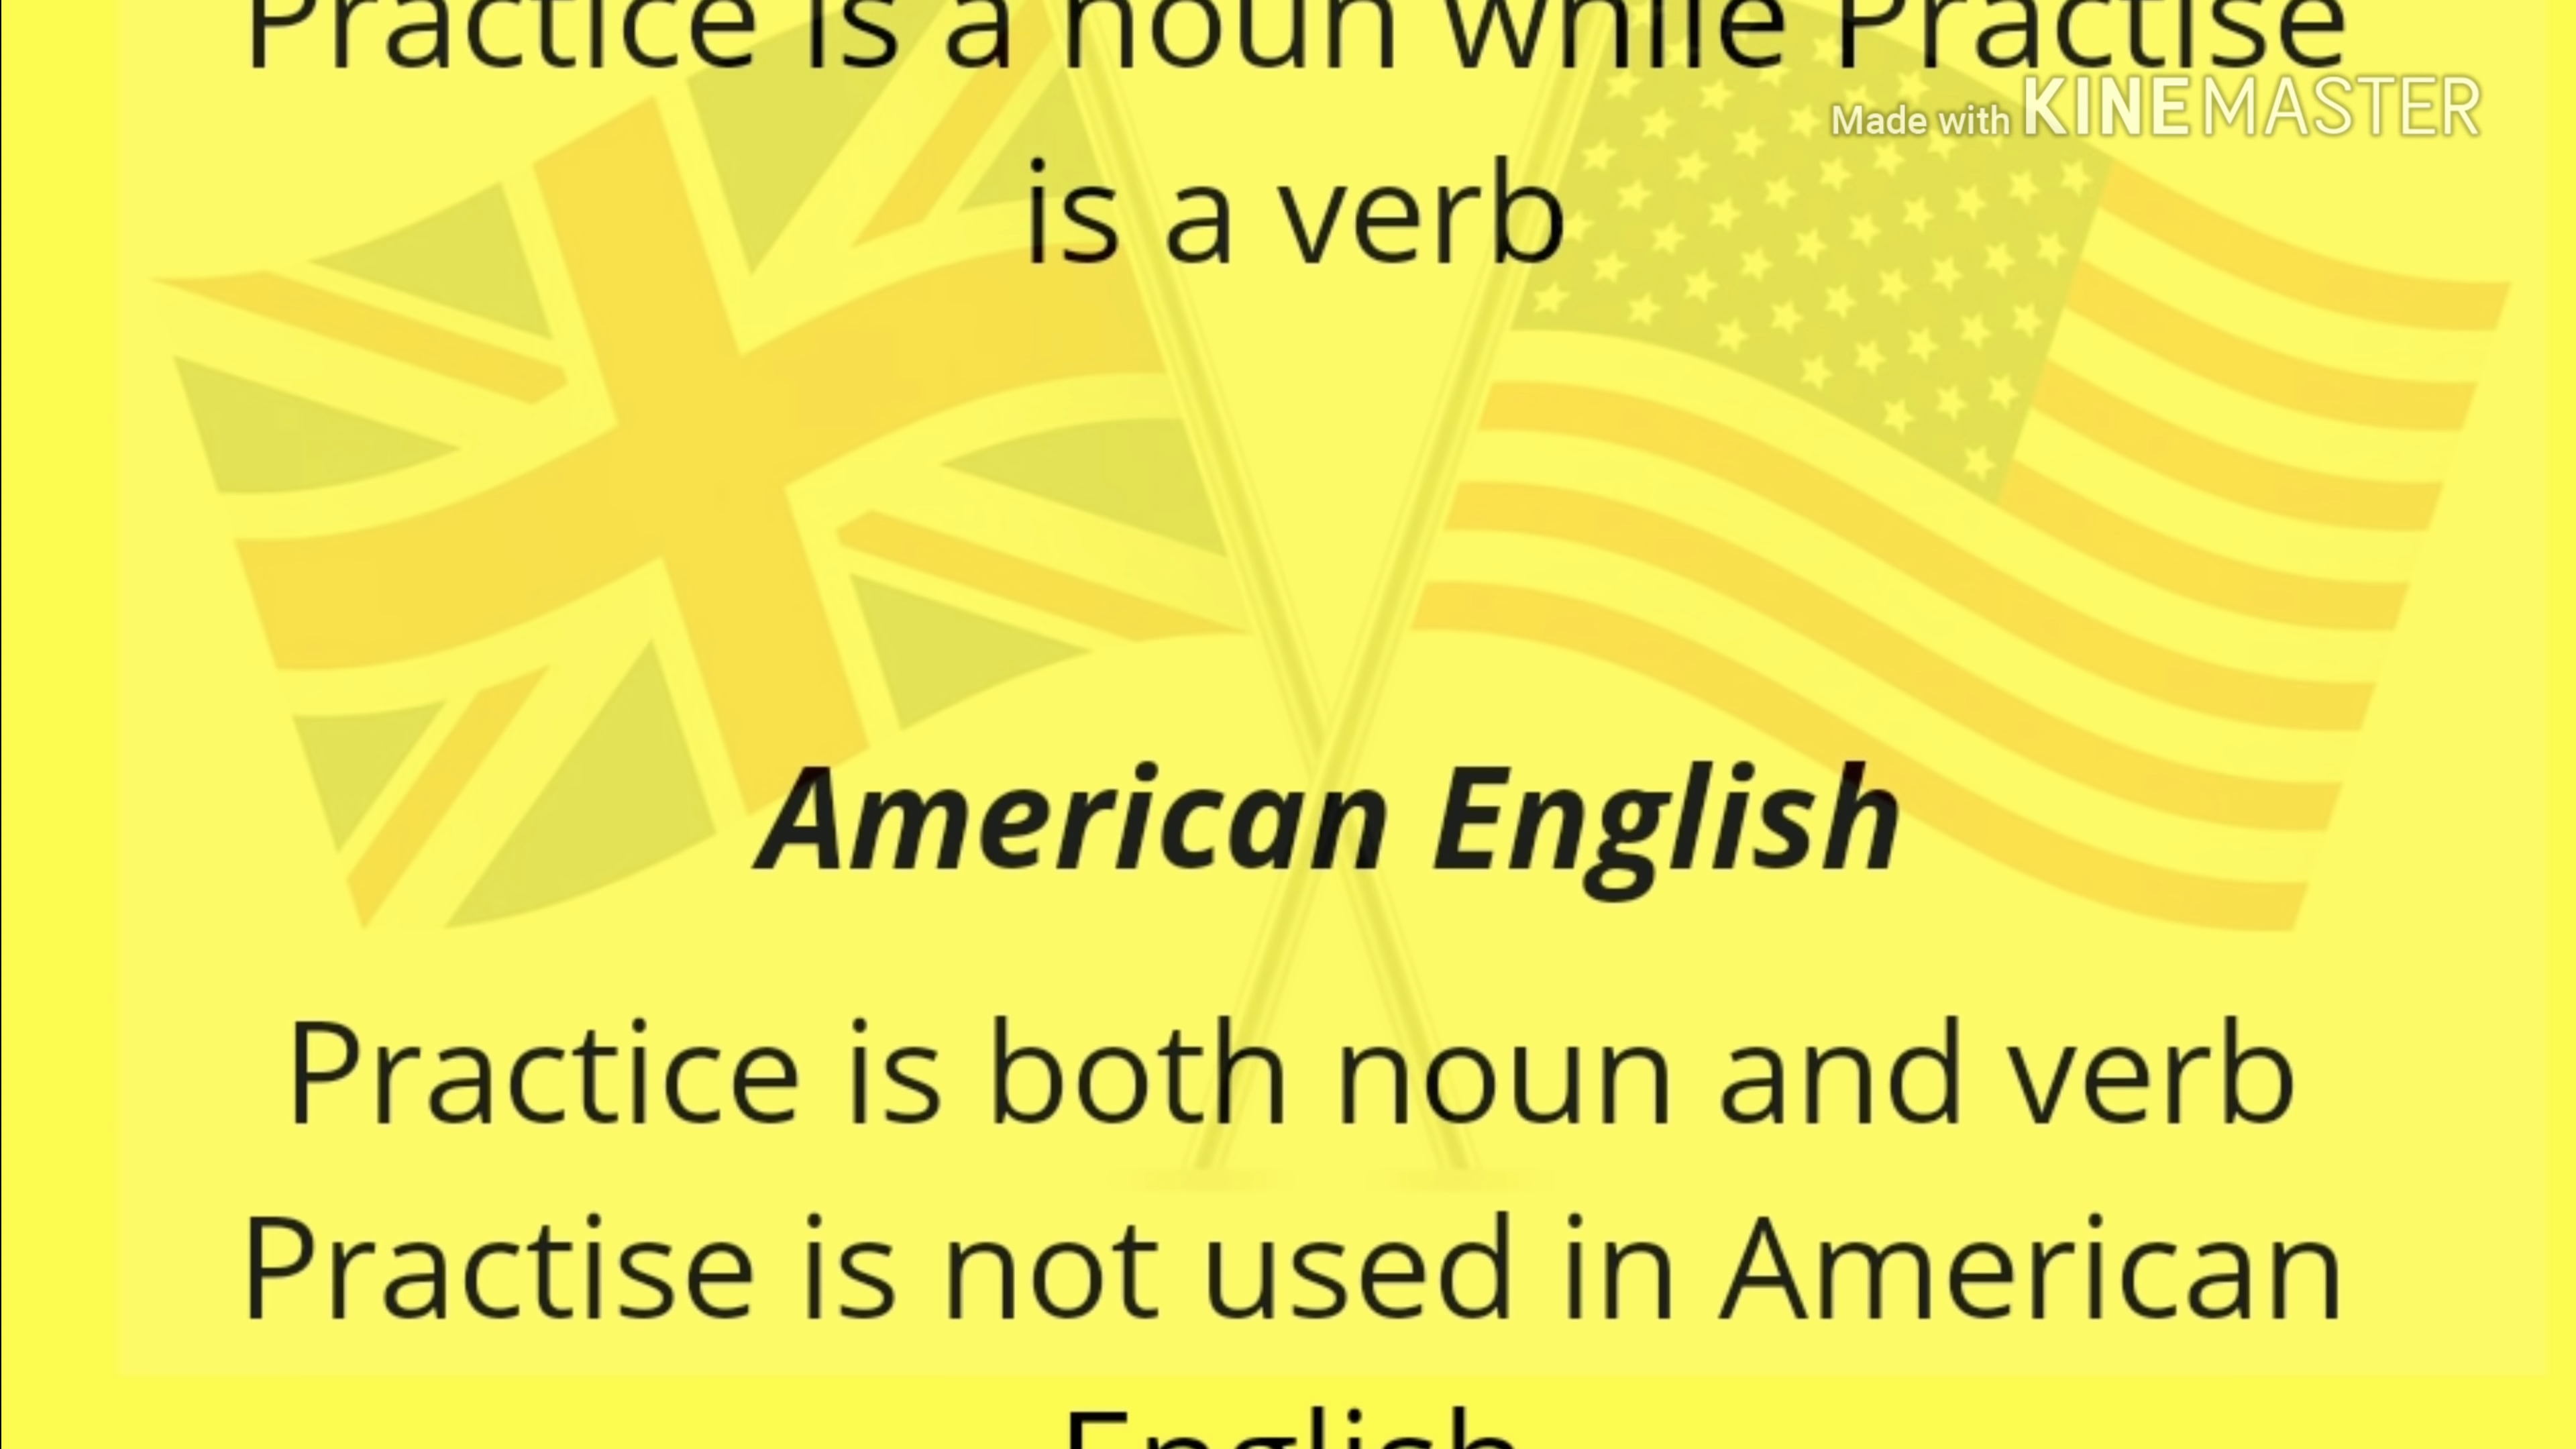 Practice is a noun while Practise
Made with KINEMASTER
is a verb
American English
Practice is both noun and verb
Practise is not used in American
English